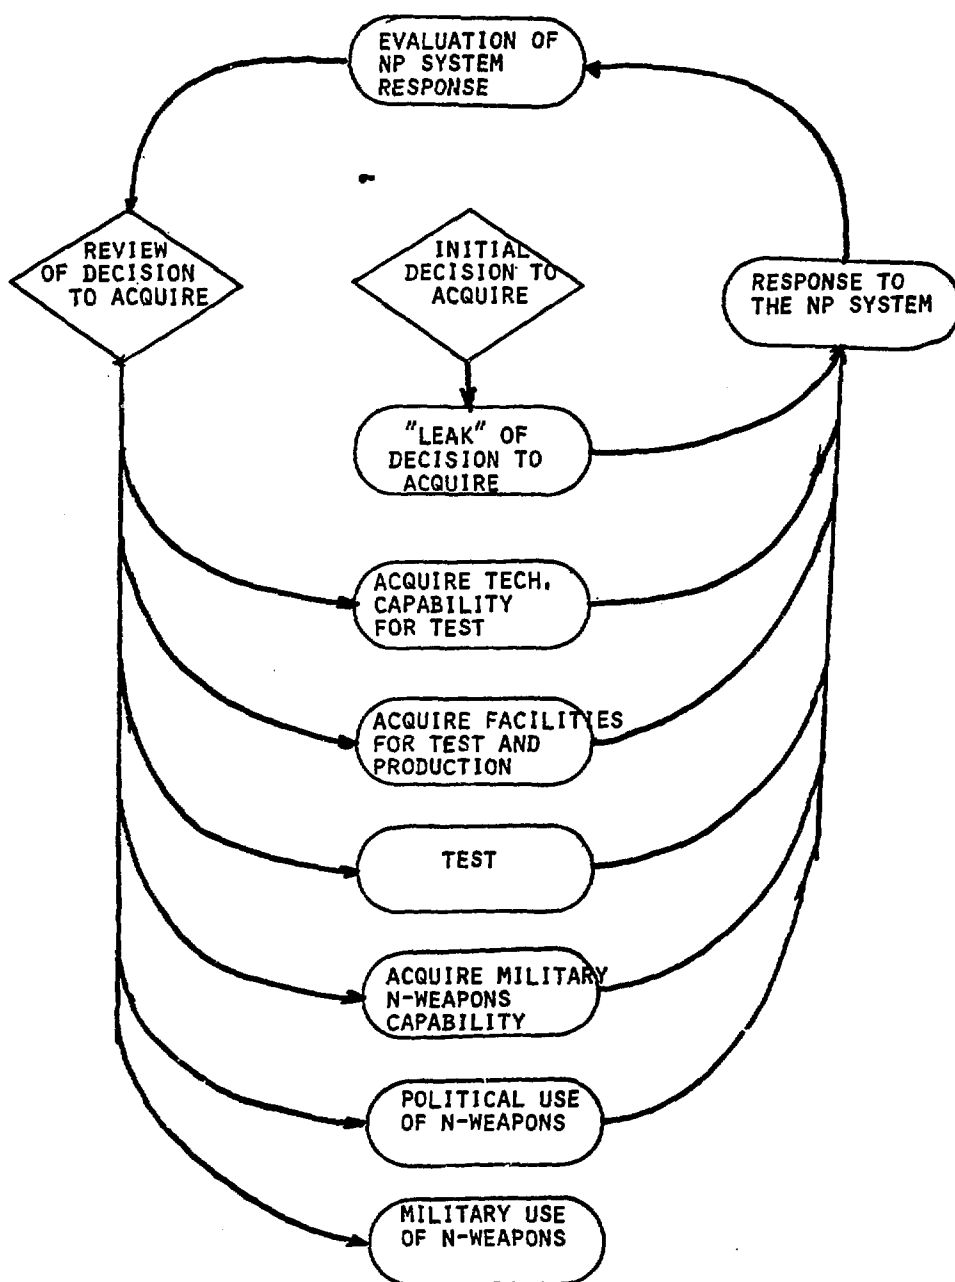 EVALUATION OF
NP SYSTEM
RESPONSE
REVIEW
OF DECISION
TO ACQUIRE
INITIAL
DECISION TO
ACQUIRE
RESPONSE TO
THE NP SYSTEM
"LEAK" OF
DECISION TO
ACQUIRE
ACQUIRE TECH.
CAPABILITY
FOR TEST
ACQUIRE FACILITIES
FOR TEST AND
PRODUCTION
TEST
ACQUIRE MILITARY
N-WEAPONS
CAPABILITY
POLITICAL USE
OF N-WEAPONS
MILITARY USE
OF N-WEAPONS